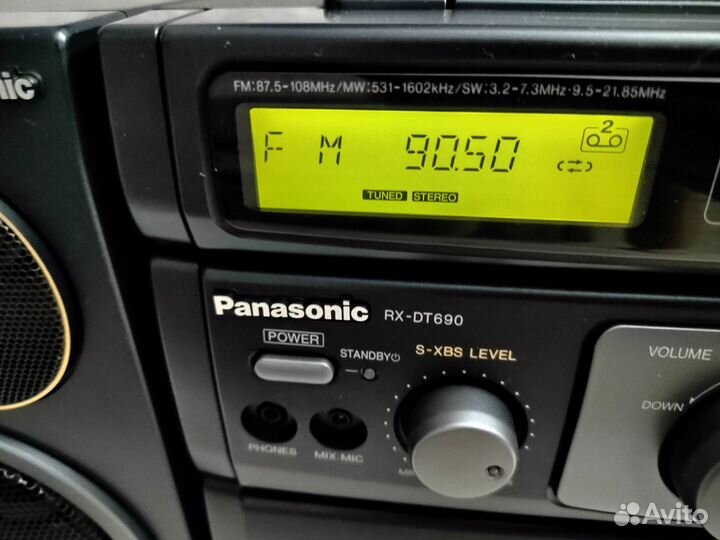 nic
FM:87.5-108MHz/MW:531-1602kHz/SW:3.2-7.3MHz·9.5-21.85MHz
2
F M 90.50
TUNED STEREO
Panasonic RX-DT690
POWER
STANDBY
S-XBS LEVEL
VOLUME
DOWN
PHONES
MIX MIC
Avito